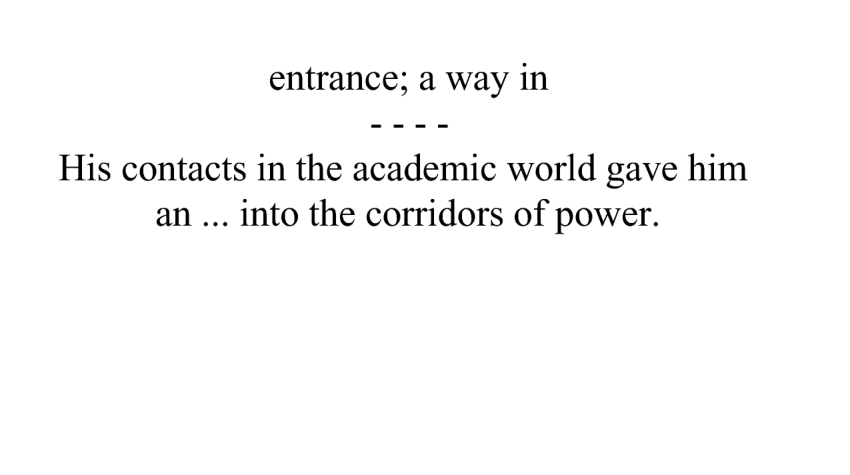 entrance; a way in
- - - -
His contacts in the academic world gave him
an ... into the corridors of power.